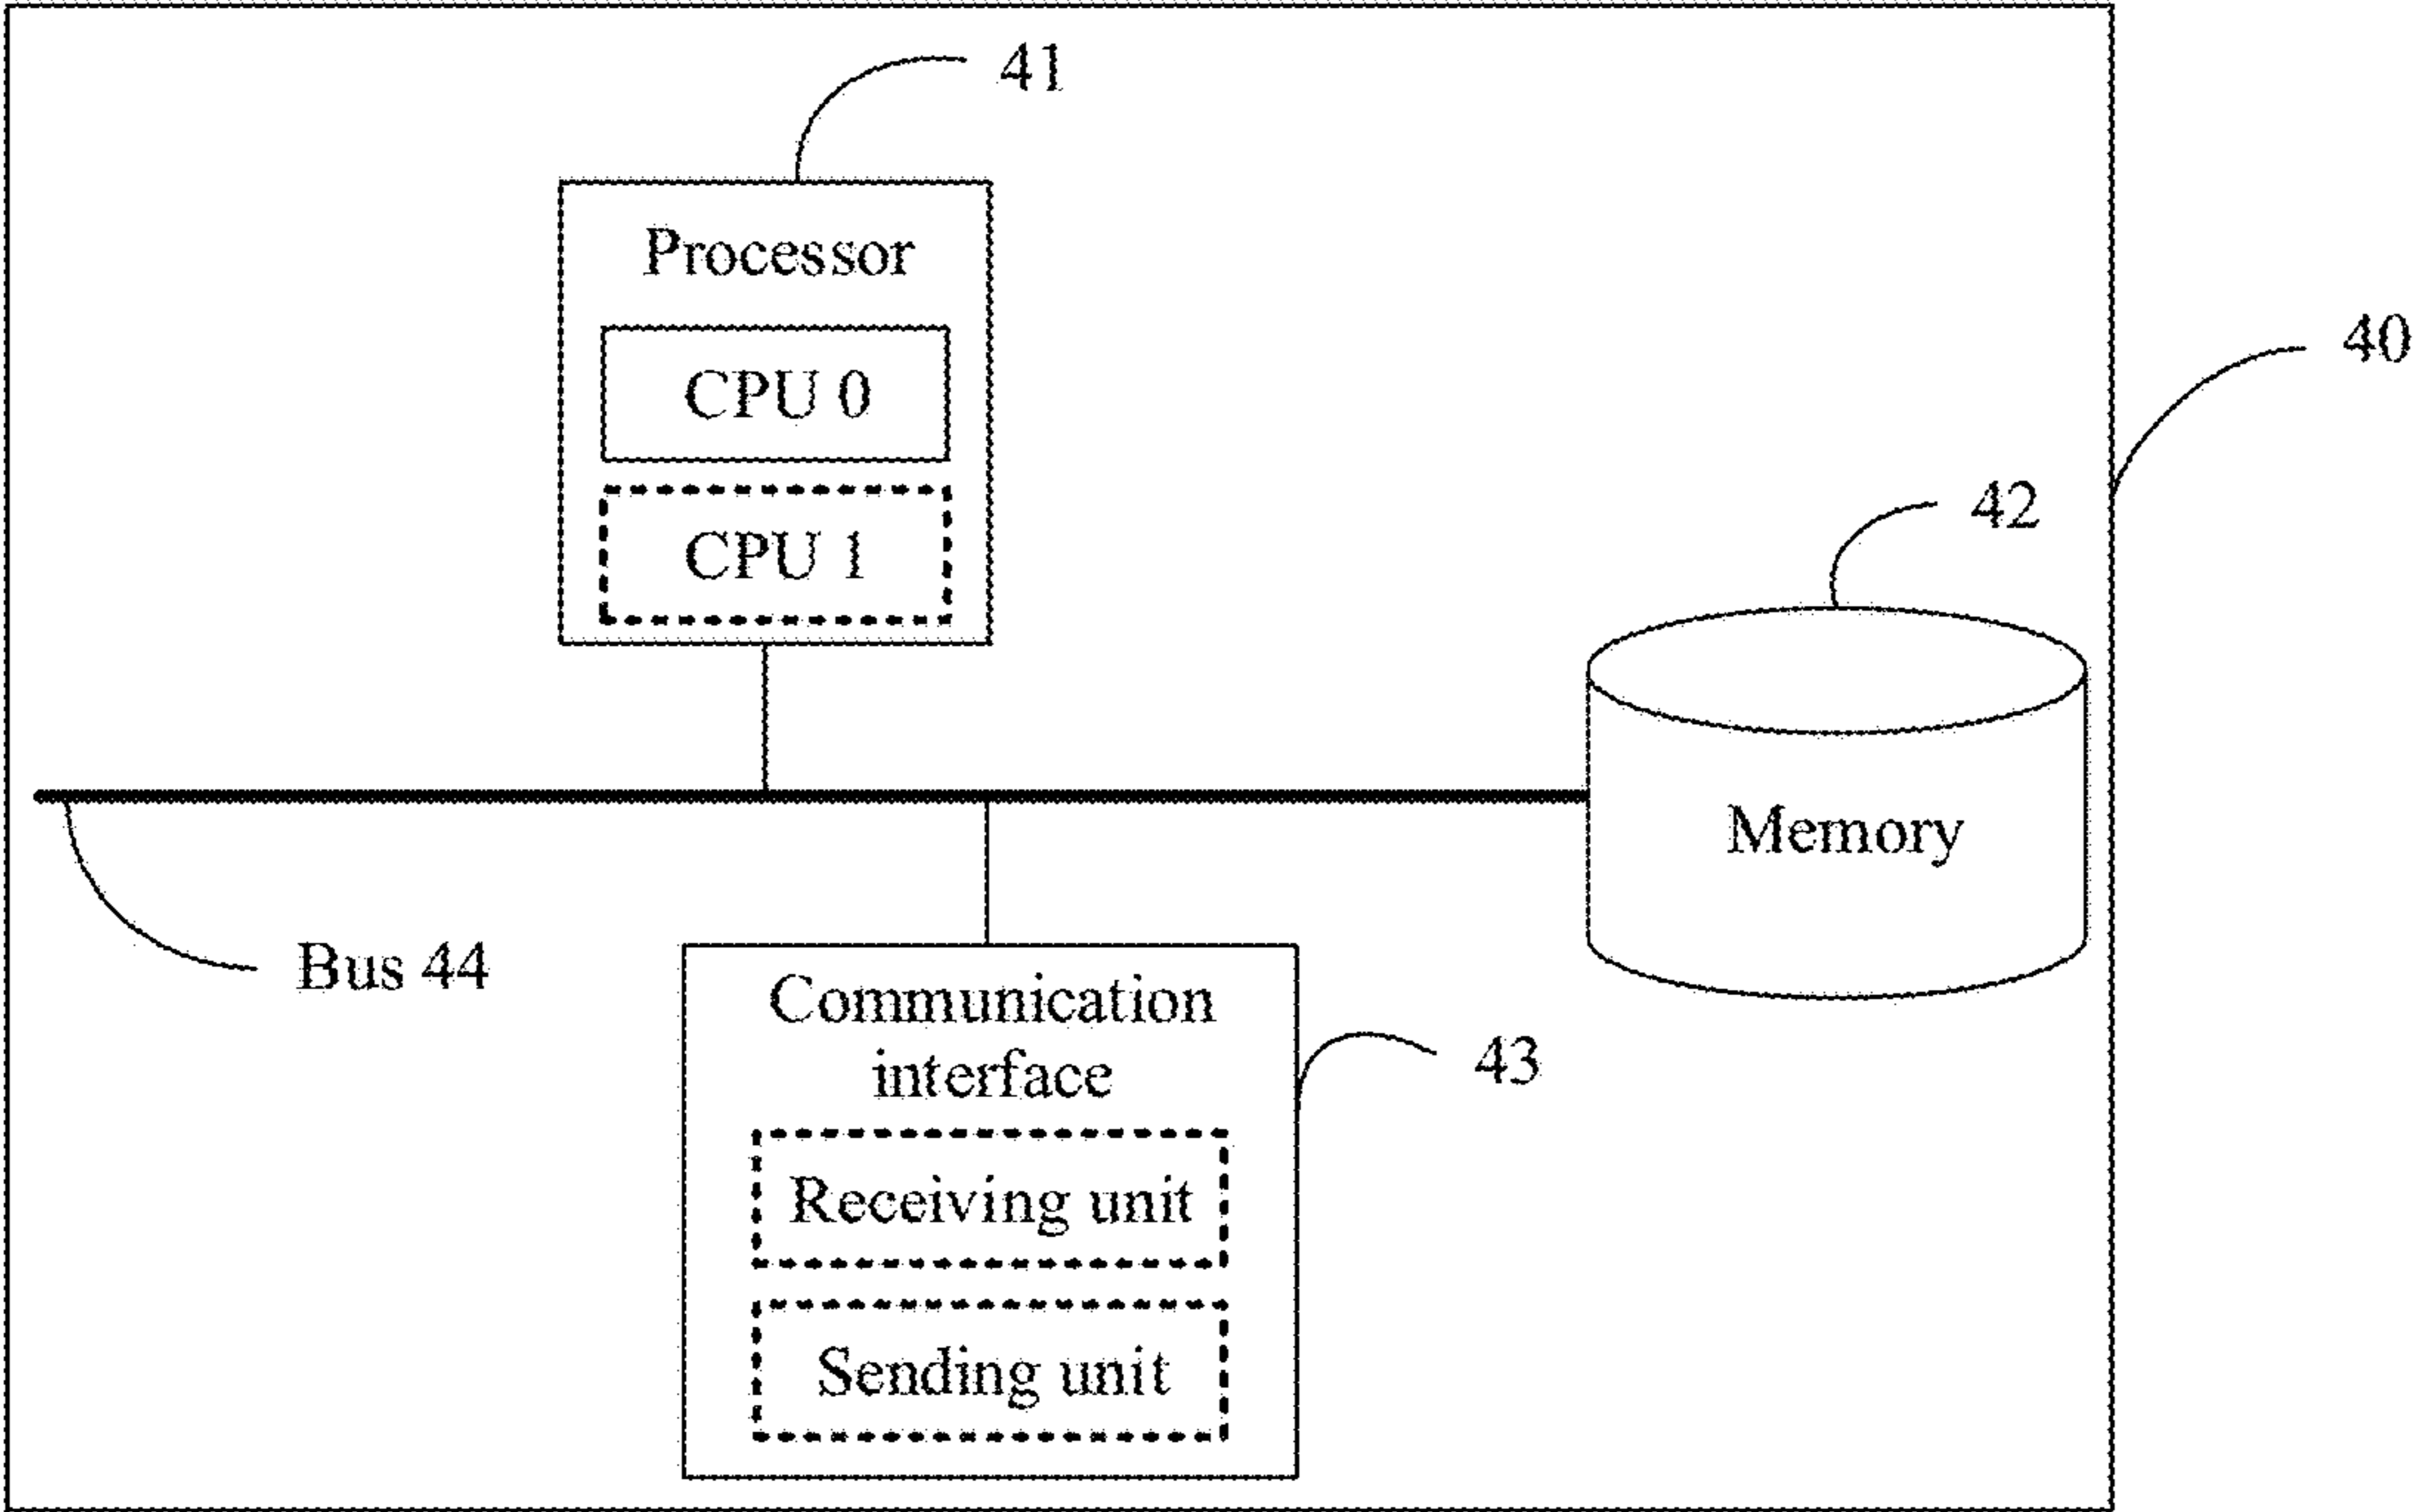 41
Processor
CPU 0
CPU 1
40
42
Memory
Bus 44
Communication
interface
43
Receiving unit
Sending unit